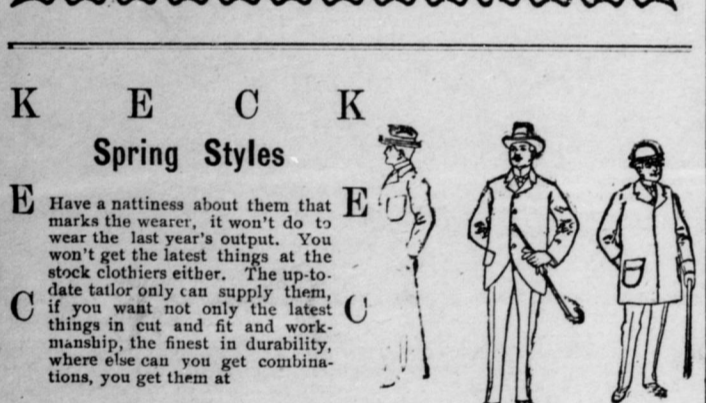 K E C K
Spring Styles
E E
Have a nattiness about them that
marks the wearer, it won't do to
wear the last year's output. You
won't get the latest things at the
stock clothiers either. The up-to-
date tailor only can supply them,
C C
if you want not only the latest
things in cut and fit and work-
manship, the finest in durability,
where else can you get combina-
tions, you get them at